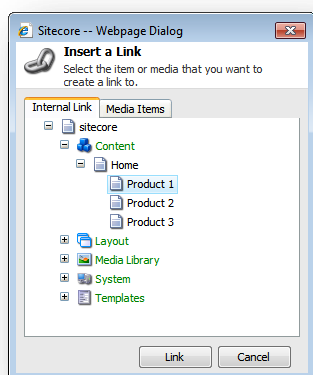 Sitecore -- Webpage Dialog
Insert a Link
Select the item or media that you want to
create a link to.
Internal Link Media Items
sitecore
Content
Home
Product 1
Product 2
Product 3
Layout
Media Library
System
Templates
Link Cancel